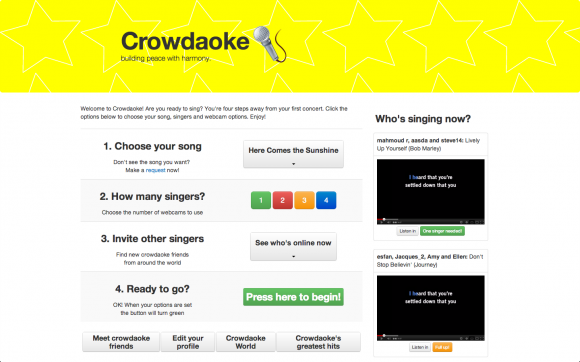 Crowdaoke
building peace with harmony.
Welcome to Crowdaoke! Are you ready to sing? You're four steps away from your first concert. Click the
options below to choose your song, singers and webcam options. Enjoy!
1. Choose your song
Don't see the song you want?
Make a request now!
Here Comes the Sunshine
2. How many singers?
Choose the number of webcams to use
1 2 3 4
3. Invite other singers
Find new crowdaoke friends
from around the world
See who's online now
4. Ready to go?
OK! When your options are set
the button will turn green
Press here to begin!
Meet crowdaoke
friends
Edit your
profile
Crowdaoke
World
Crowdaoke's
greatest hits
Who's singing now?
mahmoud r, aasda and steve14: Lively
Up Yourself (Bob Marley)
I heard that you're
settled down that you
Listen in
One singer needed!
esfan, Jacques_2, Amy and Ellen: Don't
Stop Believin' (Journey)
I heard that you're
settled down that you
Listen in
Full up!